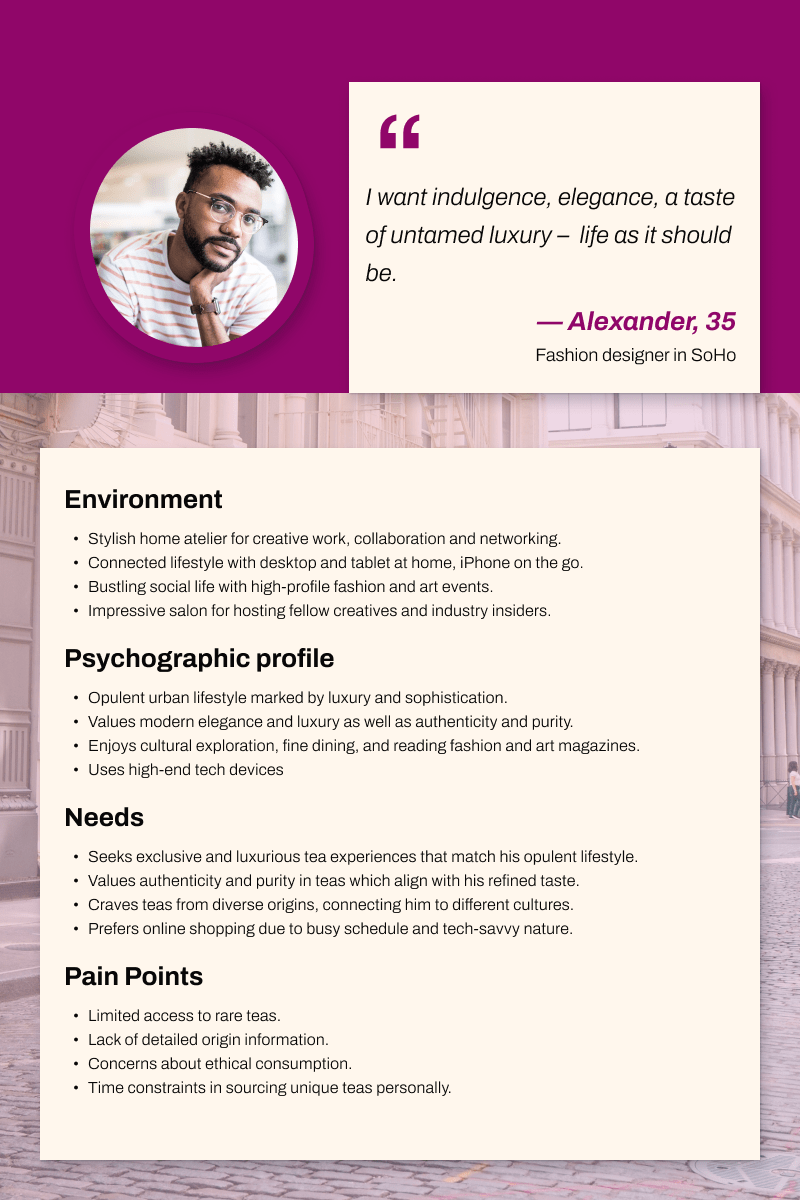 “
I want indulgence, elegance, a taste
of untamed luxury –  life as it should
be.
— Alexander, 35
Fashion designer in SoHo
Environment
• Stylish home atelier for creative work, collaboration and networking.
• Connected lifestyle with desktop and tablet at home, iPhone on the go.
• Bustling social life with high-profile fashion and art events.
• Impressive salon for hosting fellow creatives and industry insiders.
Psychographic profile
• Opulent urban lifestyle marked by luxury and sophistication.
• Values modern elegance and luxury as well as authenticity and purity.
• Enjoys cultural exploration, fine dining, and reading fashion and art magazines.
• Uses high-end tech devices
Needs
• Seeks exclusive and luxurious tea experiences that match his opulent lifestyle.
• Values authenticity and purity in teas which align with his refined taste.
• Craves teas from diverse origins, connecting him to different cultures.
• Prefers online shopping due to busy schedule and tech-savvy nature.
Pain Points
• Limited access to rare teas.
• Lack of detailed origin information.
• Concerns about ethical consumption.
• Time constraints in sourcing unique teas personally.